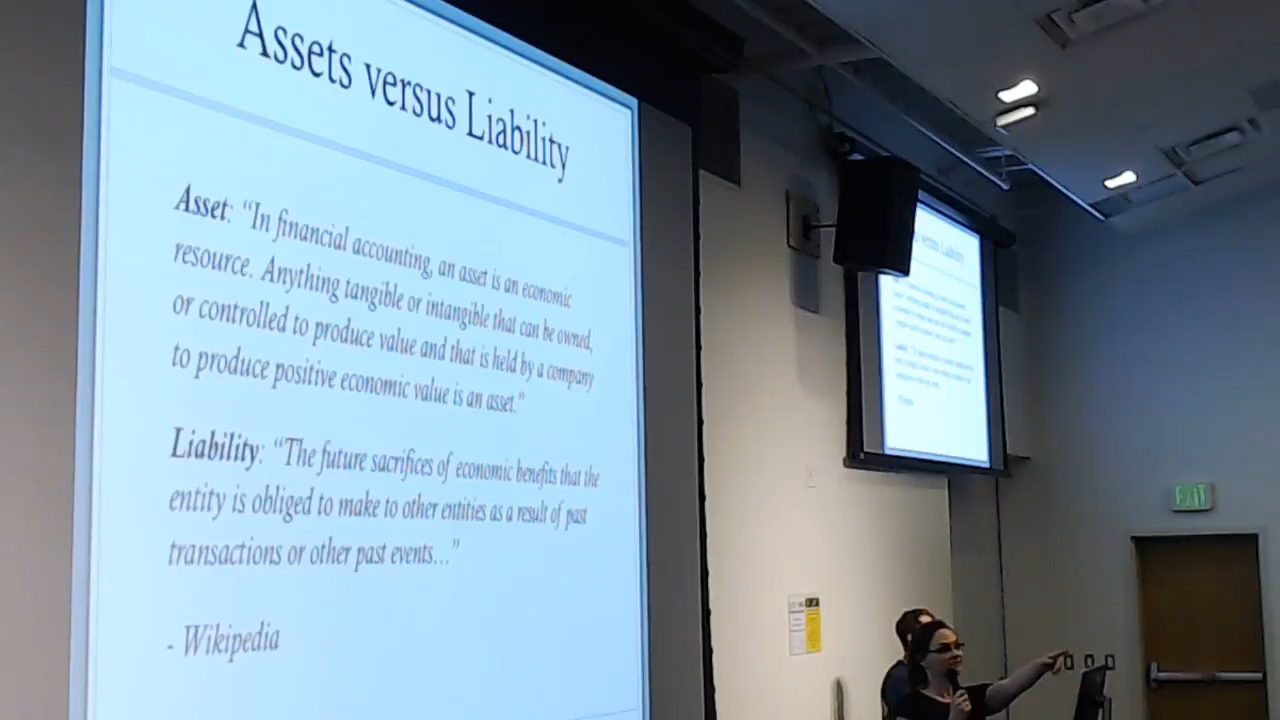 Assets versus Liability
Asset: “In financial accounting, an asset is an economic
resource. Anything tangible or intangible that can be owned,
or controlled to produce value and that is held by a company
to produce positive economic value is an asset.”
Liability: “The future sacrifices of economic benefits that the
entity is obliged to make to other entities as a result of past
transactions or other past events…”
- Wikipedia
versus Liability
EXIT